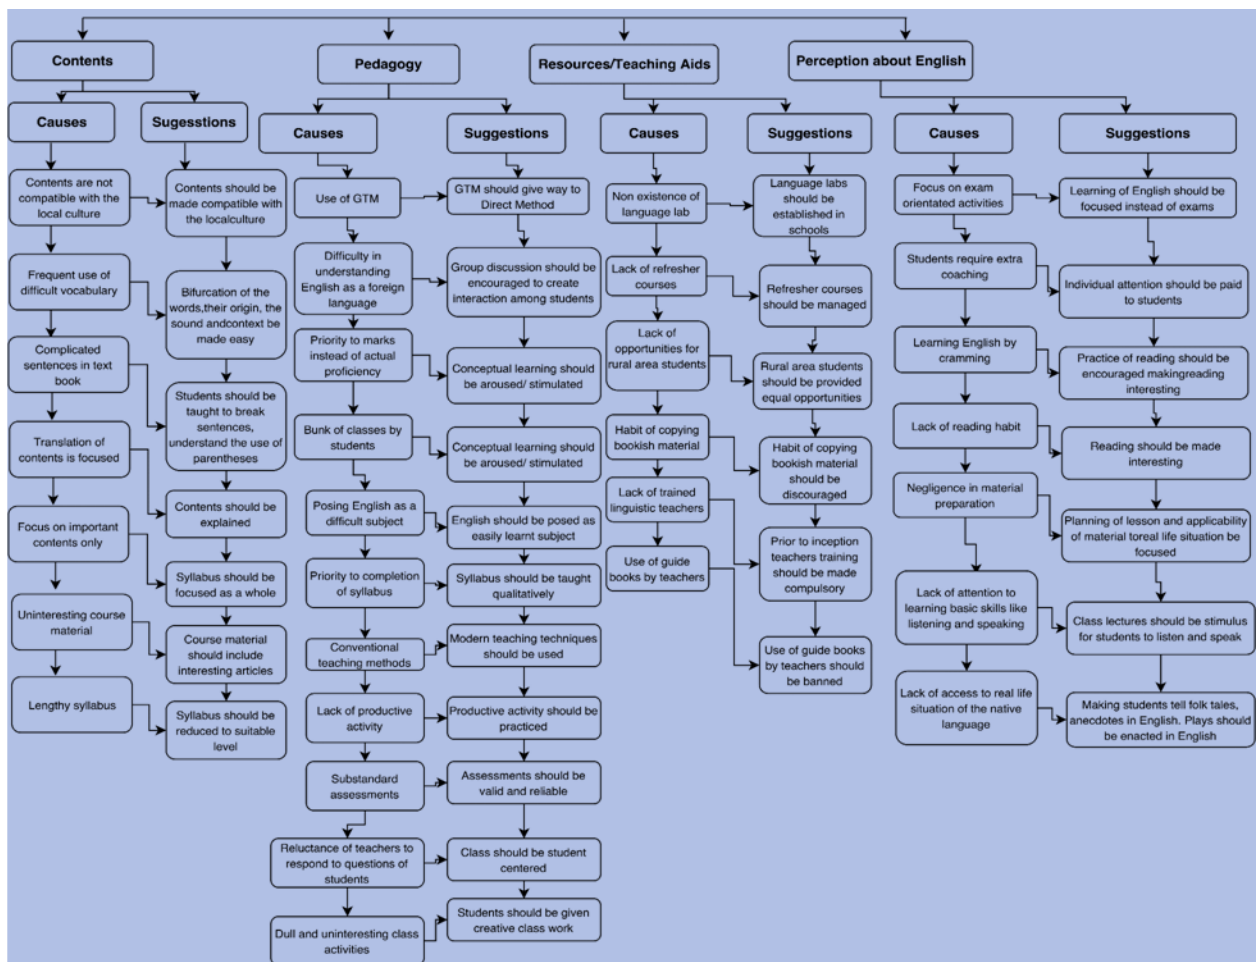 Contents
Pedagogy
Resources/Teaching Aids
Perception about English
Causes
Sugesstions
Causes
Suggestions
Causes
Suggestions
Causes
Suggestions
Contents are not
compatible with the
local culture
Contents should be
made compatible with
the localculture
Frequent use of
difficult vocabulary
Bifurcation of the
words,their origin, the
sound andcontext be
made easy
Complicated
sentences in text
book
Students should be
taught to break
sentences,
understand the use of
parentheses
Translation of
contents is focused
Contents should be
explained
Focus on important
contents only
Syllabus should be
focused as a whole
Uninteresting course
material
Course material
should include
interesting articles
Lengthy syllabus
Syllabus should be
reduced to suitable
level
Use of GTM
GTM should give way to
Direct Method
Difficulty in
understanding
English as a foreign
language
Group discussion should be
encouraged to create
interaction among students
Priority to marks
instead of actual
proficiency
Conceptual learning should
be aroused/ stimulated
Bunk of classes by
students
Conceptual learning should
be aroused/ stimulated
Posing English as a
difficult subject
English should be posed as
easily learnt subject
Priority to completion
of syllabus
Syllabus should be taught
qualitatively
Conventional
teaching methods
Modern teaching techniques
should be used
Lack of productive
activity
Productive activity should be
practiced
Substandard
assessments
Assessments should be
valid and reliable
Reluctance of teachers to
respond to questions of
students
Class should be student
centered
Dull and uninteresting class
activities
Students should be given
creative class work
Non existence of
language lab
Language labs
should be
established in
schools
Lack of refresher
courses
Refresher courses
should be managed
Lack of
opportunities for
rural area students
Rural area students
should be provided
equal opportunities
Habit of copying
bookish material
Habit of copying
bookish material
should be
discouraged
Lack of trained
linguistic teachers
Prior to inception
teachers training
should be made
compulsory
Use of guide
books by teachers
Use of guide books
by teachers should
be banned
Focus on exam
orientated activities
Learning of English should be
focused instead of exams
Students require extra
coaching
Individual attention should be
paid to students
Learning English by
cramming
Practice of reading should be
encouraged makingreading
interesting
Lack of reading habit
Reading should be made
interesting
Negligence in material
preparation
Planning of lesson and applicability
of material toreal life situation be
focused
Lack of attention to
learning basic skills like
listening and speaking
Class lectures should be stimulus
for students to listen and speak
Lack of access to real life
situation of the native
language
Making students tell folk tales,
anecdotes in English. Plays should
be enacted in English